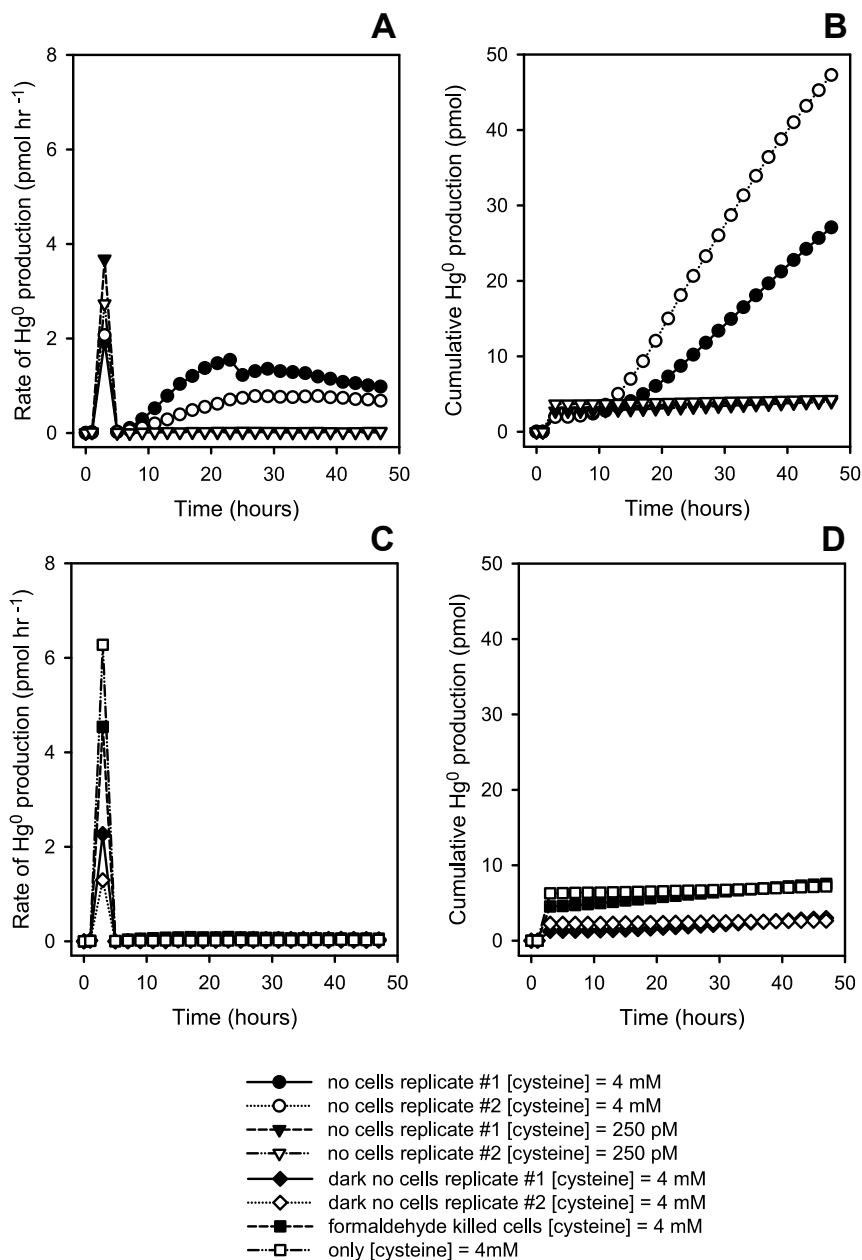 A
B
8
6
4
2
0
Rate of Hg⁰ production (pmol hr ⁻¹)
0 10 20 30 40 50
Time (hours)
50
40
30
20
10
0
Cumulative Hg⁰ production (pmol)
0 10 20 30 40 50
Time (hours)
C
D
8
6
4
2
0
Rate of Hg⁰ production (pmol hr ⁻¹)
0 10 20 30 40 50
Time (hours)
50
40
30
20
10
0
Cumulative Hg⁰ production (pmol)
0 10 20 30 40 50
Time (hours)
no cells replicate #1 [cysteine] = 4 mM
no cells replicate #2 [cysteine] = 4 mM
no cells replicate #1 [cysteine] = 250 pM
no cells replicate #2 [cysteine] = 250 pM
dark no cells replicate #1 [cysteine] = 4 mM
dark no cells replicate #2 [cysteine] = 4 mM
formaldehyde killed cells [cysteine] = 4 mM
only [cysteine] = 4mM